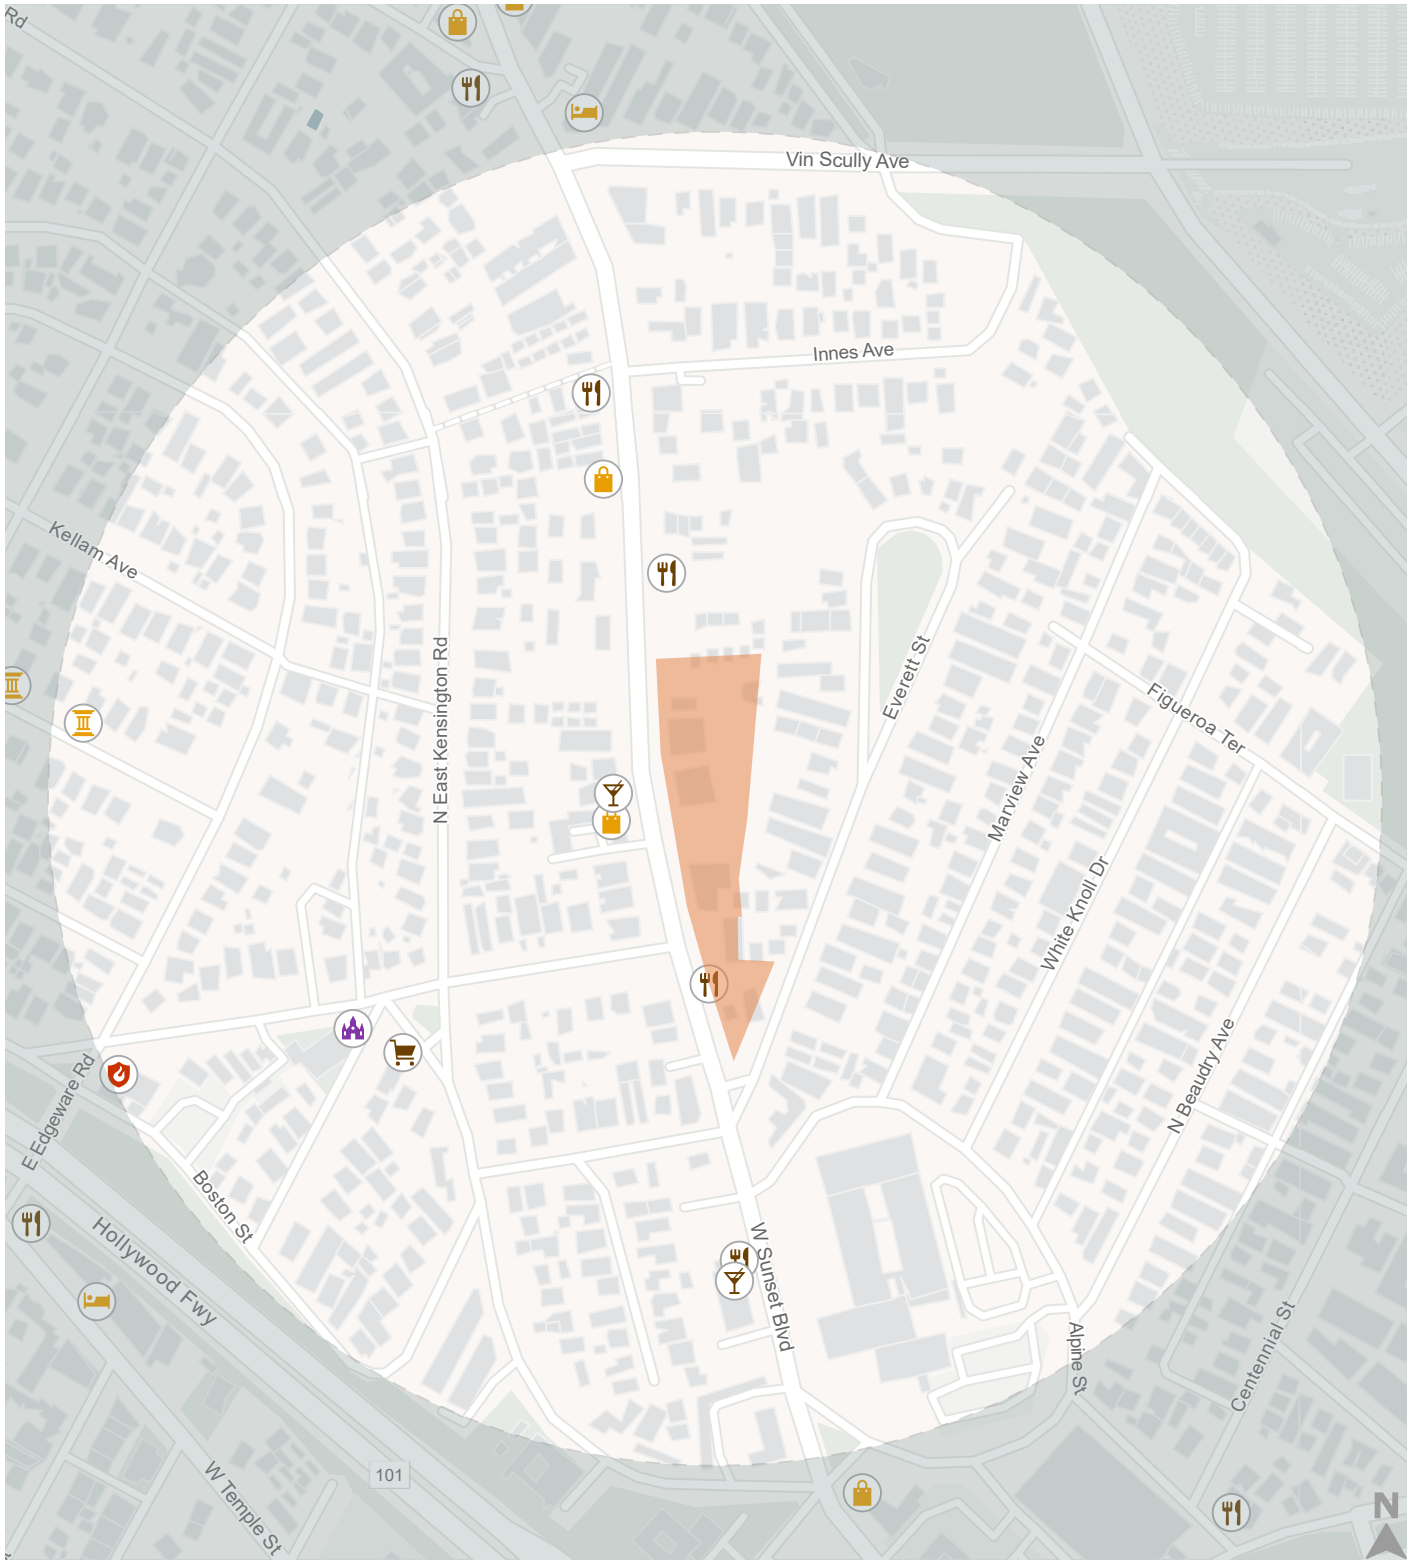 Rd
Vin Scully Ave
Innes Ave
Kellam Ave
N East Kensington Rd
Everett St
Figueroa Ter
Marview Ave
White Knoll Dr
N Beaudry Ave
E Edgeware Rd
Boston St
Hollywood Fwy
W Sunset Blvd
Alpine St
Centennial St
101
W Temple St
N